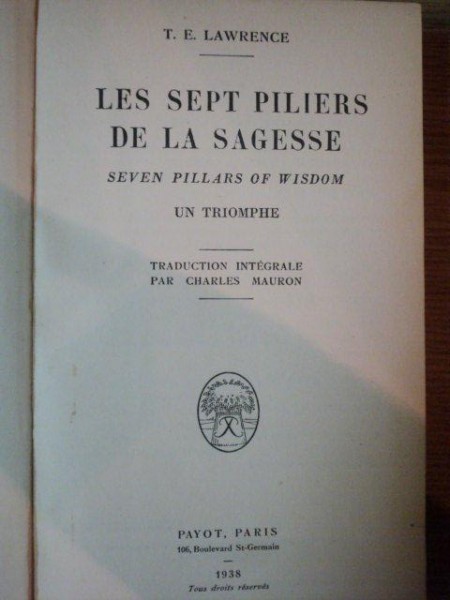 T. E. LAWRENCE
LES SEPT PILIERS
DE LA SAGESSE
SEVEN PILLARS OF WISDOM
UN TRIOMPHE
TRADUCTION INTÉGRALE
PAR CHARLES MAURON
PAYOT, PARIS
106, Boulevard St-Germain
1938
Tous droits réservés